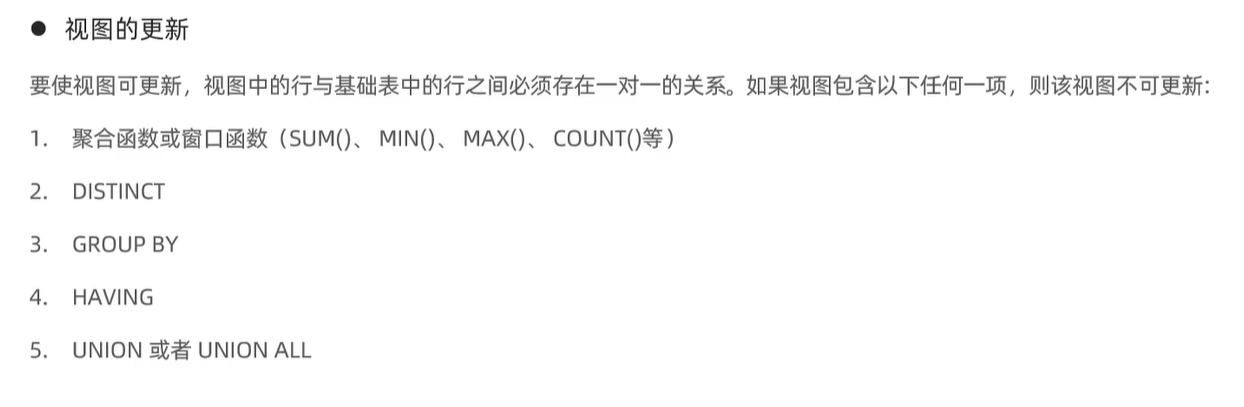 ● 视图的更新
要使视图可更新，视图中的行与基础表中的行之间必须存在一对一的关系。如果视图包含以下任何一项，则该视图不可更新：
1. 聚合函数或窗口函数（SUM()、 MIN()、 MAX()、 COUNT()等）
2. DISTINCT
3. GROUP BY
4. HAVING
5. UNION 或者 UNION ALL